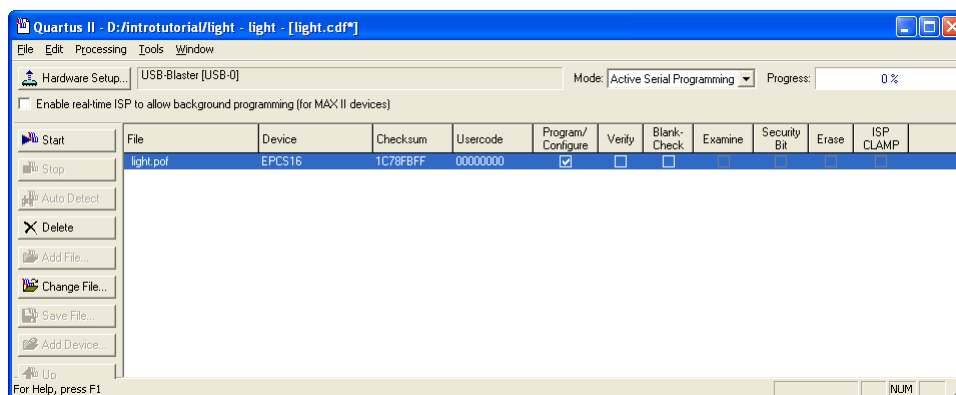 Quartus II - D:/introtutorial/light - light - [light.cdf*]
File Edit Processing Tools Window
Hardware Setup... USB-Blaster [USB-0] Mode: Active Serial Programming Progress: 0 %
Enable real-time ISP to allow background programming (for MAX II devices)
Start
Stop
Auto Detect
Delete
Add File...
Change File...
Save File...
Add Device...
Up
File Device Checksum Usercode Program/ Configure Verify Blank- Check Examine Security Bit Erase ISP CLAMP
light.pof EPCS16 1C78FBFF 00000000
For Help, press F1 NUM